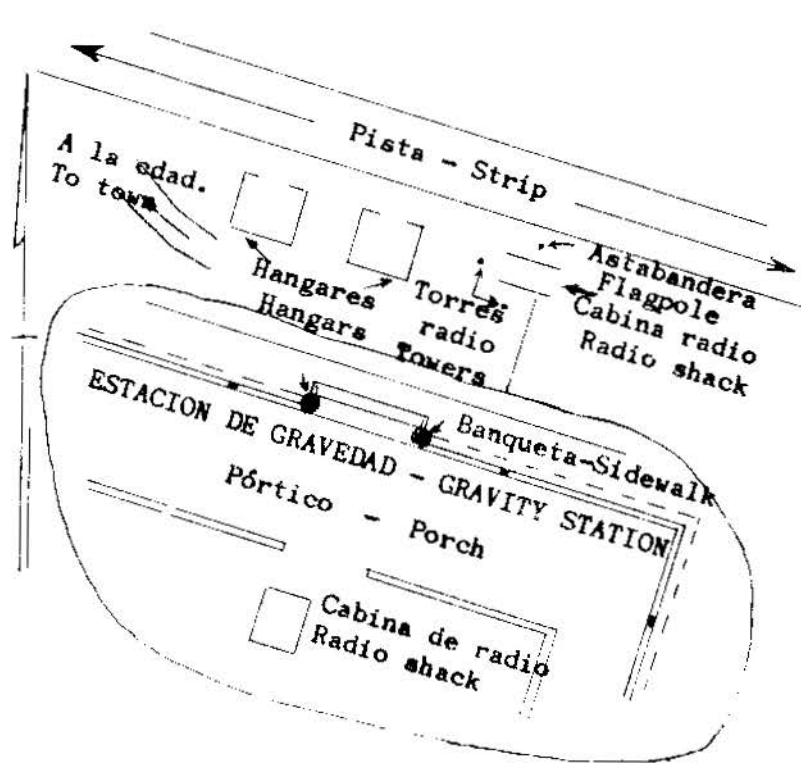 Pista - Strip
A la edad.
To town
Hangares
Hangars
Torres
radio
Towers
Astabandera
Flagpole
Cabina radio
Radio shack
Banqueta-Sidewalk
ESTACION DE GRAVEDAD - GRAVITY STATION
Pórtico - Porch
Cabina de radio
Radio shack